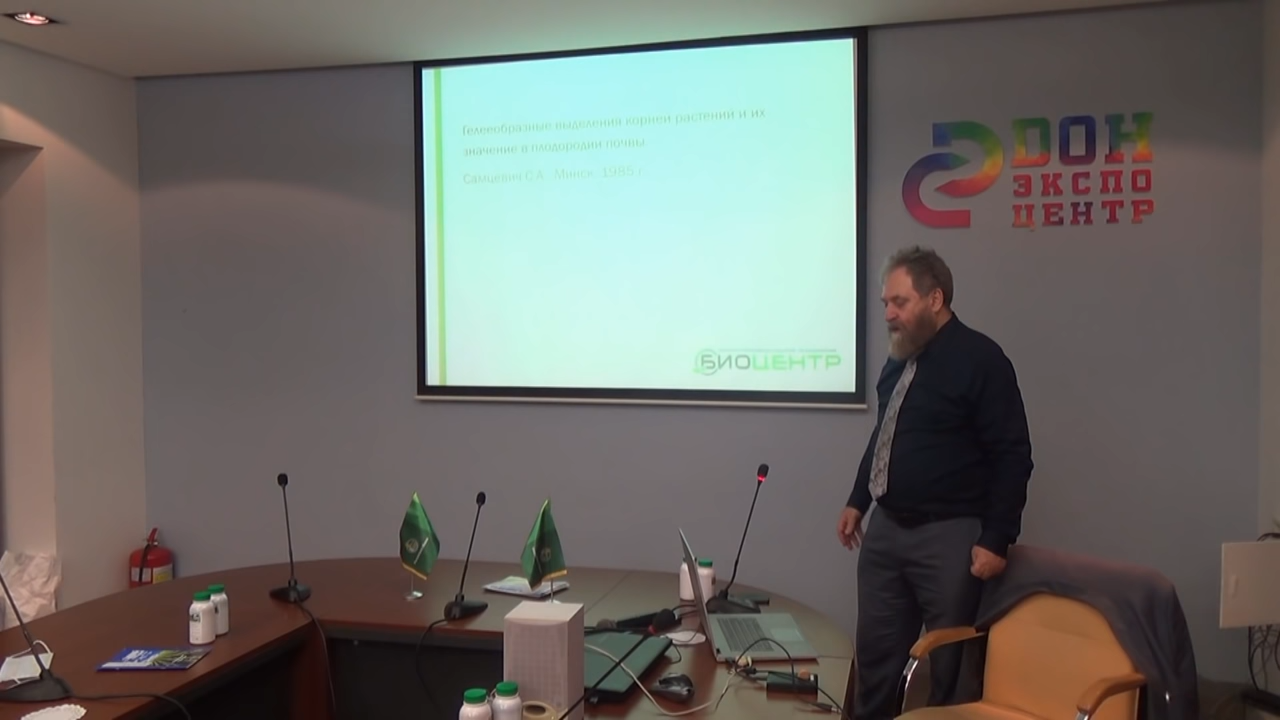 Гелеобразные выделения корней растений и их
значение в плодородии почвы
Самцевич С.А. Минск, 1985 г.
БИОЦЕНТР
ДОН
ЭКСПО
ЦЕНТР